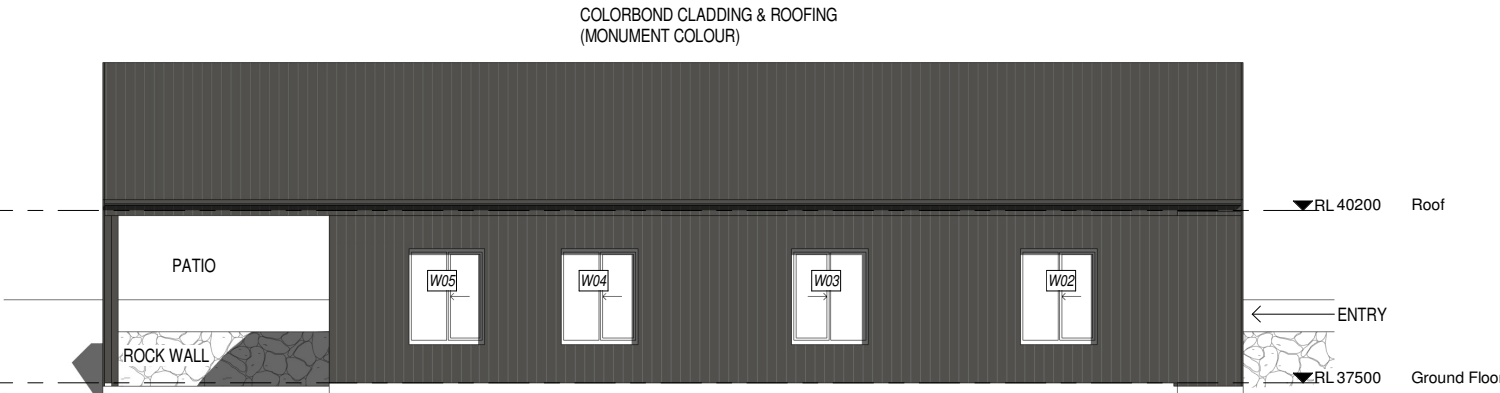 COLORBOND CLADDING & ROOFING
(MONUMENT COLOUR)
RL 40200 Roof
PATIO
W05
W04
W03
W02
ENTRY
ROCK WALL
RL 37500 Ground Floor